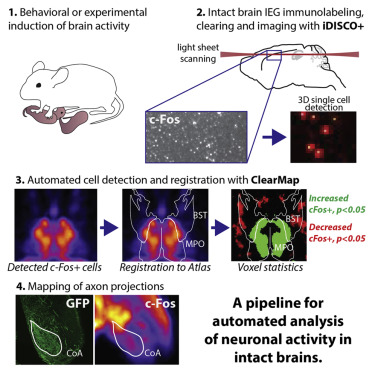 1. Behavioral or experimental
induction of brain activity
2. Intact brain IEG immunolabeling,
clearing and imaging with iDISCO+
light sheet
scanning
c-Fos
3D single cell
detection
3. Automated cell detection and registration with ClearMap
BST
MPO
BST
MPO
Increased
cFos+, p<0.05
Decreased
cFos+, p<0.05
Detected c-Fos+ cells
Registration to Atlas
Voxel statistics
4. Mapping of axon projections
GFP
CoA
c-Fos
CoA
A pipeline for
automated analysis
of neuronal activity in
intact brains.